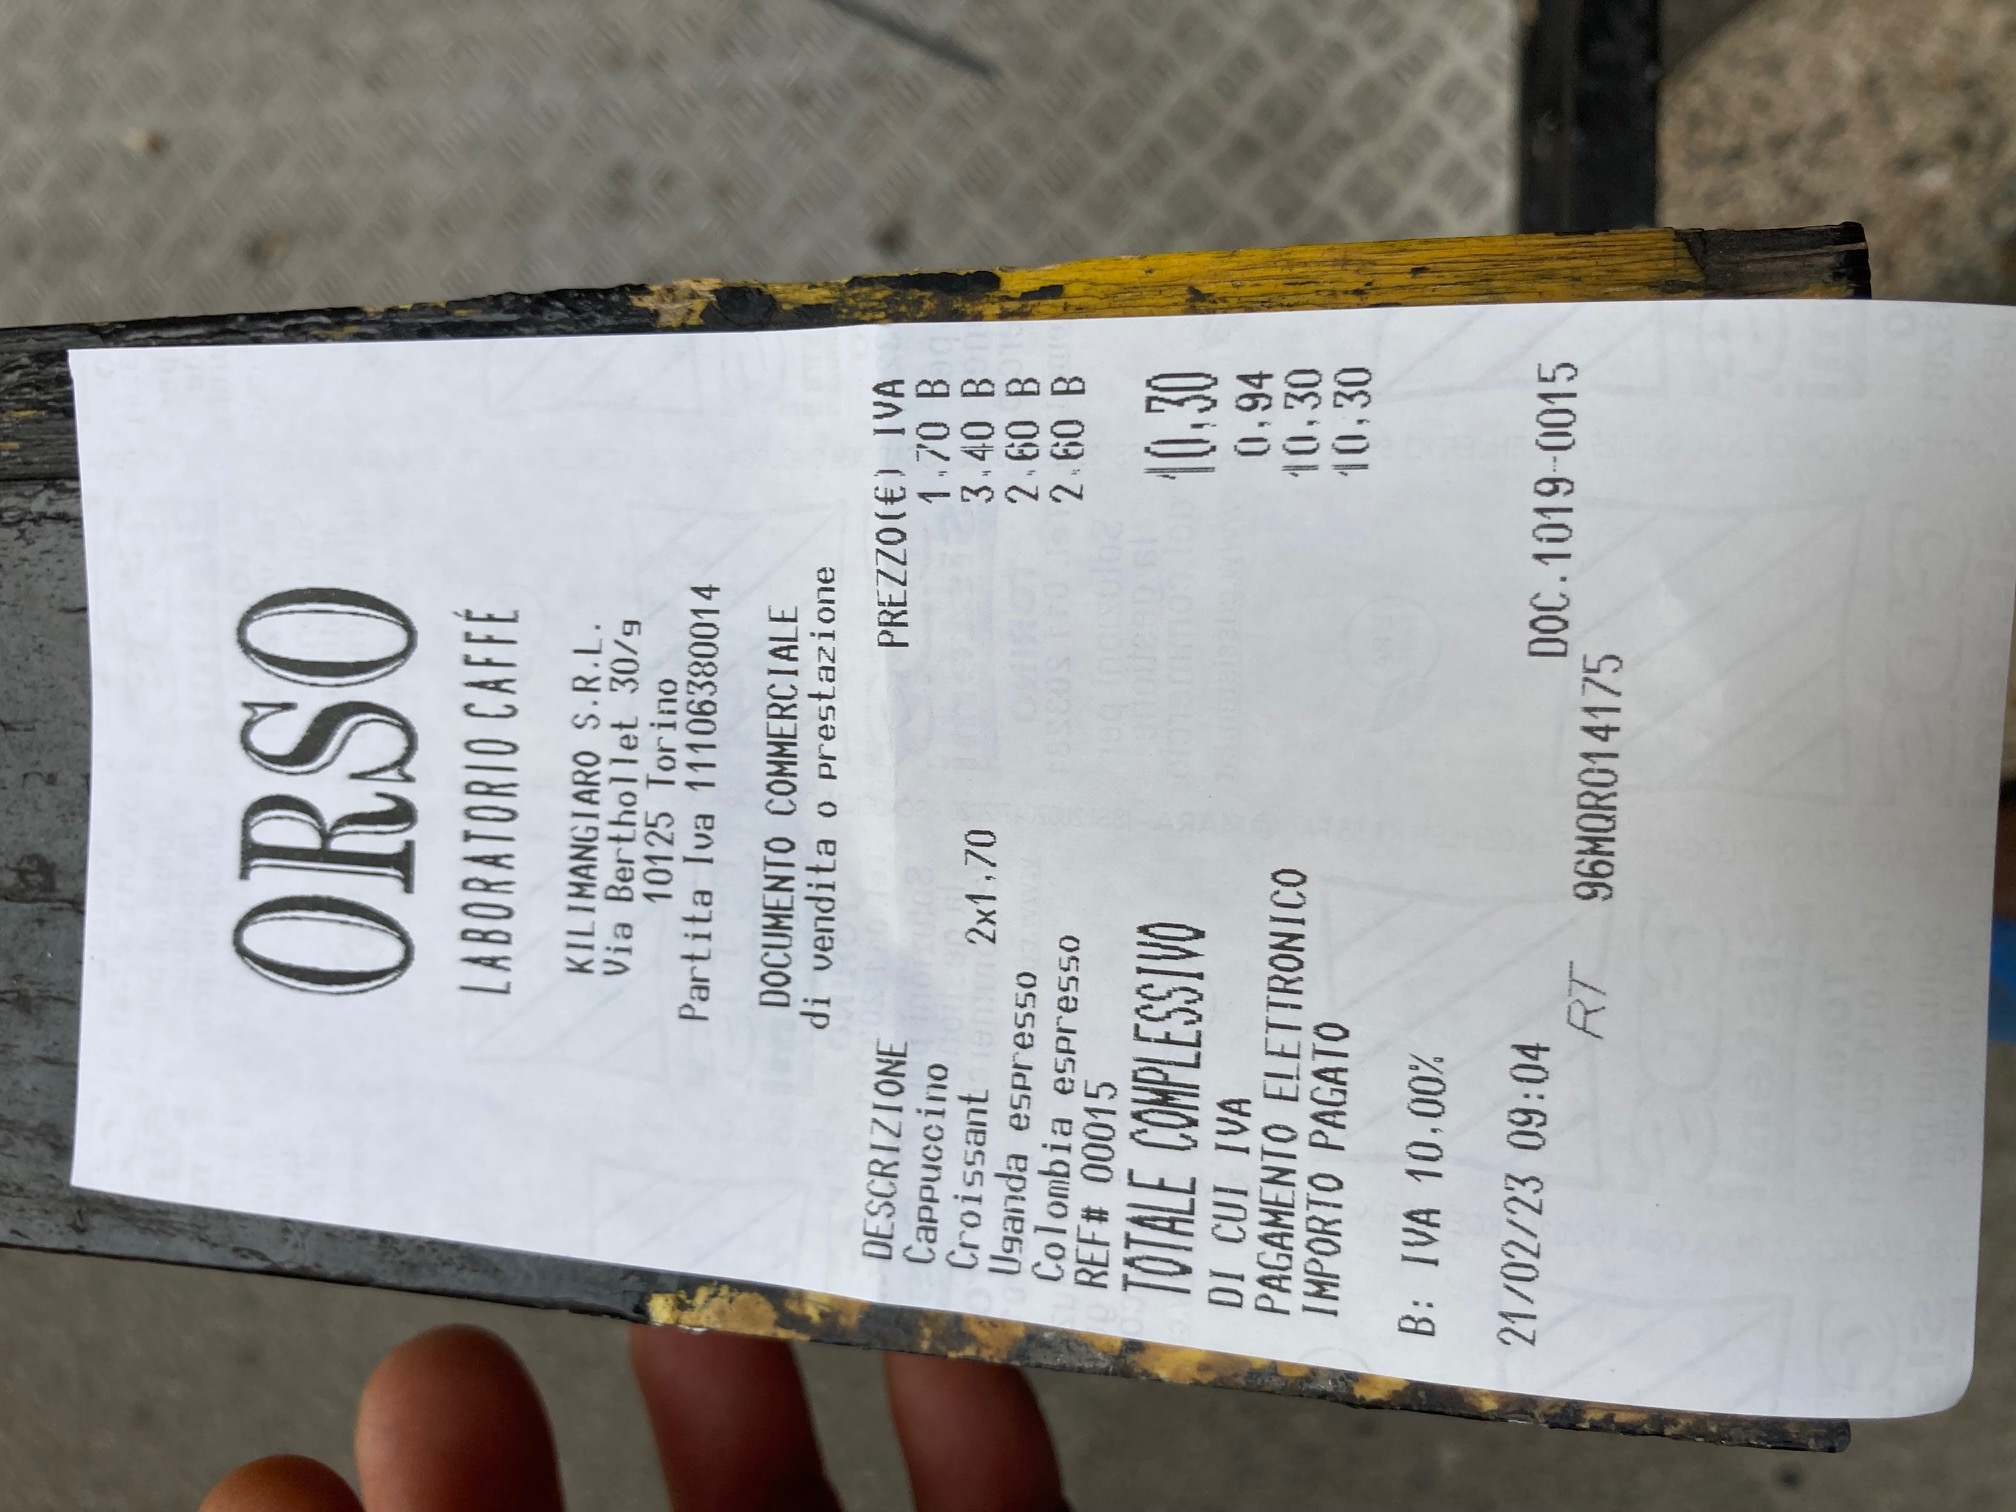 ORSO
LABORATORIO CAFFÉ
KILIMANGIARO S.R.L.
Via Berthollet 30/g
10125 Torino
Partita Iva 11106380014
DOCUMENTO COMMERCIALE
di vendita o prestazione
DESCRIZIONE PREZZO(€) IVA
Cappuccino 1,70 B
Croissant 2x1,70 3,40 B
Uganda espresso 2,60 B
Colombia espresso 2,60 B
REF# 00015
TOTALE COMPLESSIVO 10,30
DI CUI IVA 0,94
PAGAMENTO ELETTRONICO 10,30
IMPORTO PAGATO 10,30
B: IVA 10,00%
21/02/23 09:04 DOC.1019-0015
RT 96MQR014175